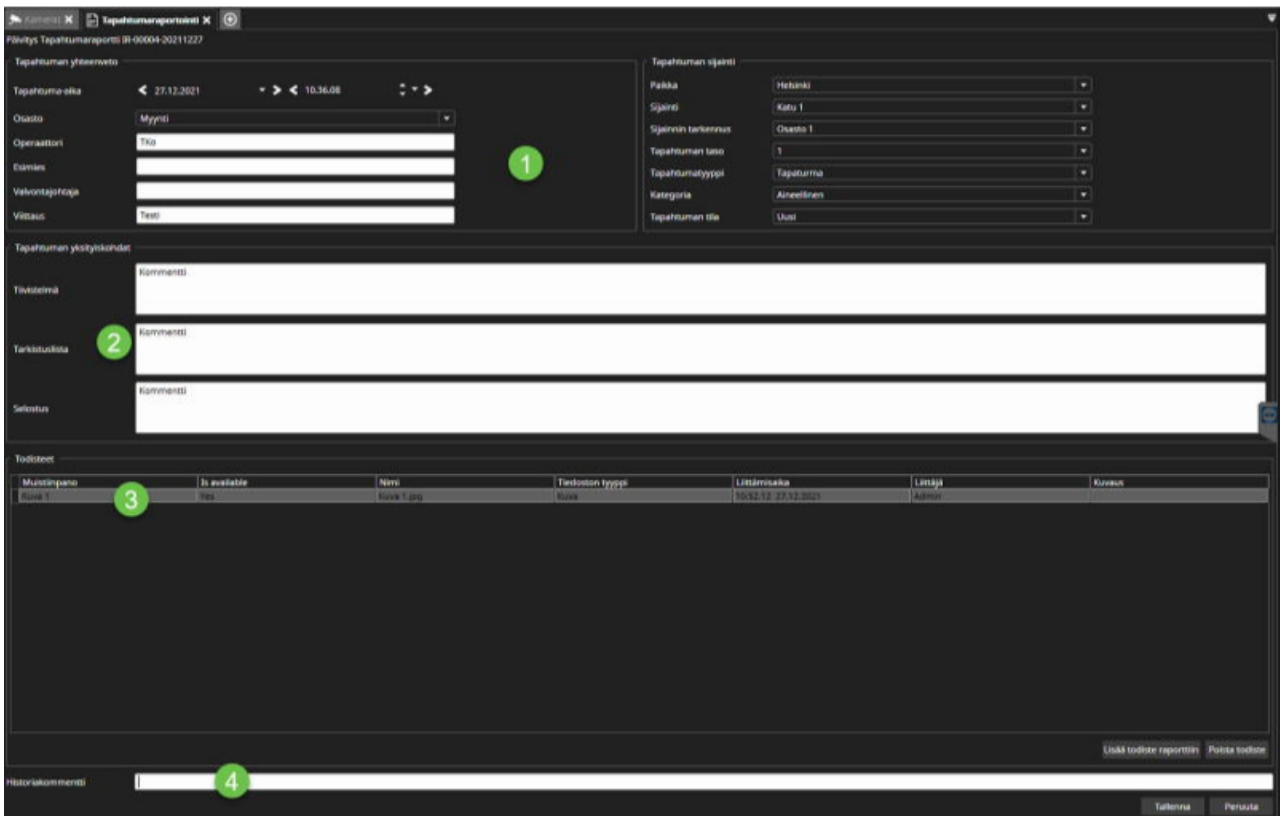 Kamerat Tapahtumaraportointi
Päivitys Tapahtumaraportti IR-00004-20211227
Tapahtuman yhteenveto
Tapahtuma-aika 27.12.2021 10.36.08
Osasto Myynti
Operaattori TKo
Esimies
Valvontajohtaja
Viittaus Testi
1
Tapahtuman sijainti
Paikka Helsinki
Sijainti Katu 1
Sijainnin tarkennus Osasto 1
Tapahtuman taso 1
Tapahtumatyyppi Tapaturma
Kategoria Aineellinen
Tapahtuman tila Uusi
Tapahtuman yksityiskohdat
Tiivistelmä Kommentti
Tarkistuslista 2 Kommentti
Selostus Kommentti
Todisteet
Muistiinpano Is available Nimi Tiedoston tyyppi Liittämisaika Liittäjä Kuvaus
Kuva 1 Yes Kuva 1.jpg Kuva 10:52.12 27.12.2021 Admin
3
Lisää todiste raporttiin Poista todiste
Historiakommentti 4
Tallenna Peruuta